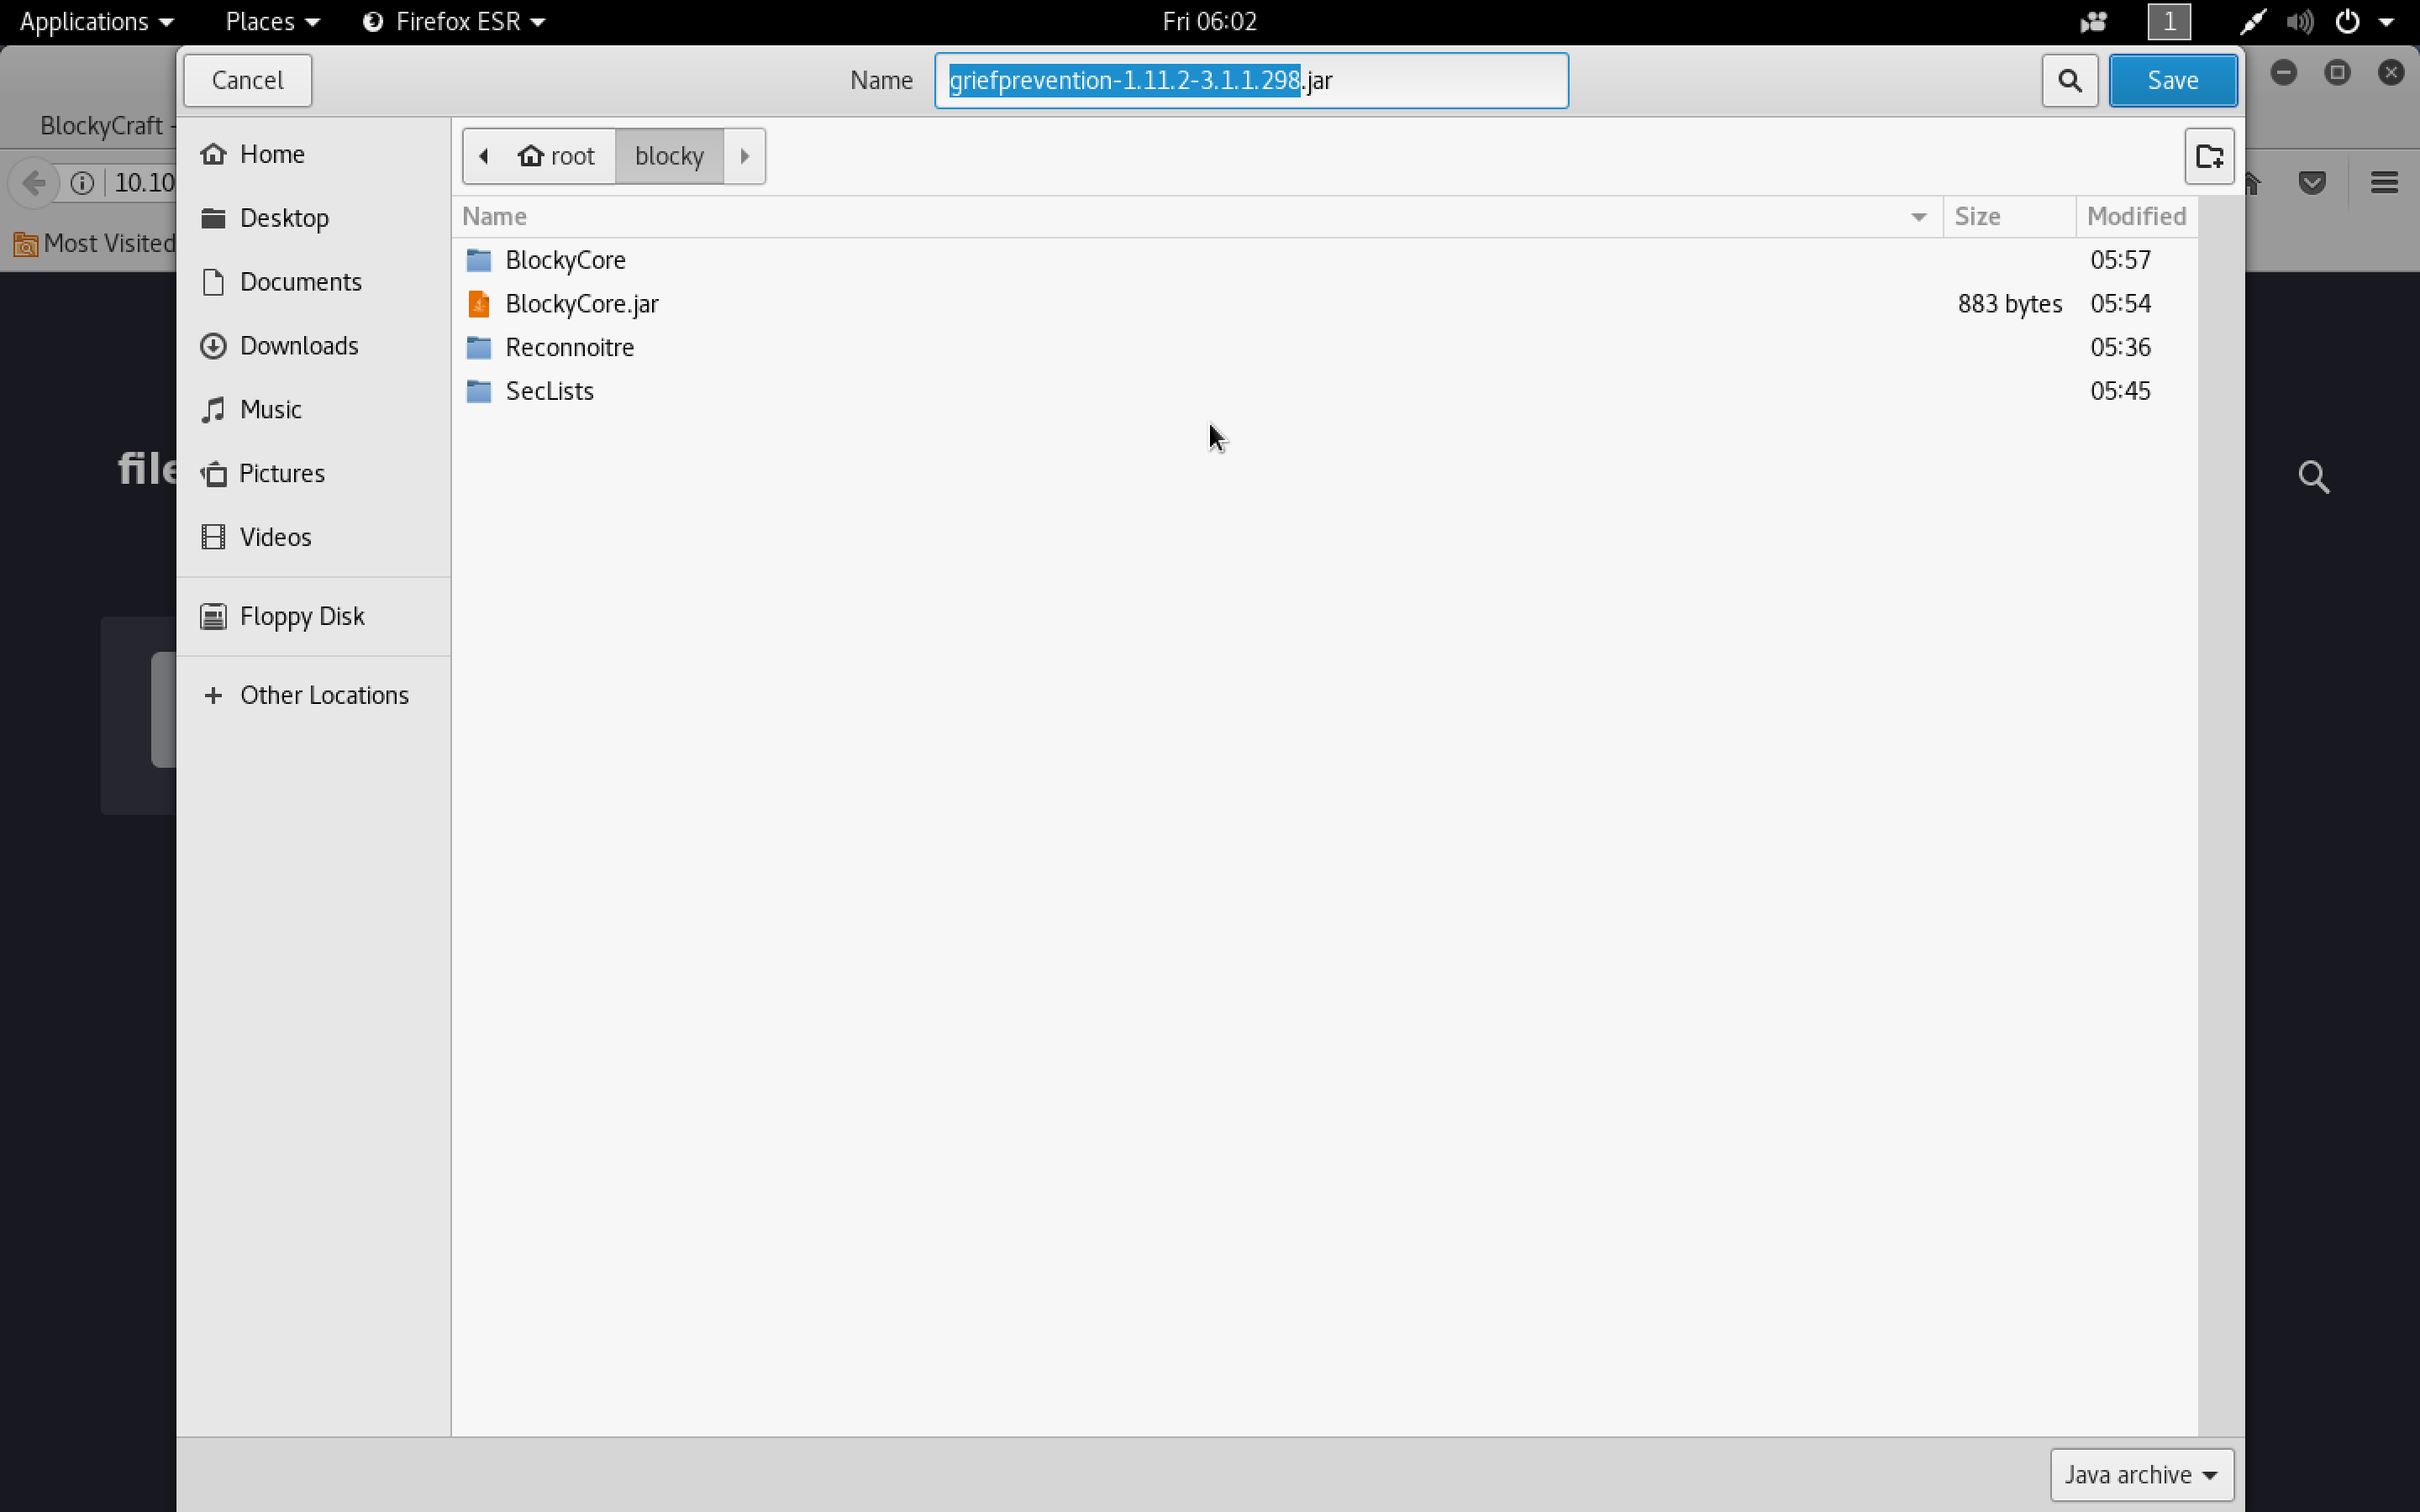 Applications Places Firefox ESR Fri 06:02 1
Cancel Name griefprevention-1.11.2-3.1.1.298.jar Save
BlockyCraft -
10.10
Most Visited
file
Home
Desktop
Documents
Downloads
Music
Pictures
Videos
Floppy Disk
+ Other Locations
root blocky
Name Size Modified
BlockyCore 05:57
BlockyCore.jar 883 bytes 05:54
Reconnoitre 05:36
SecLists 05:45
Java archive